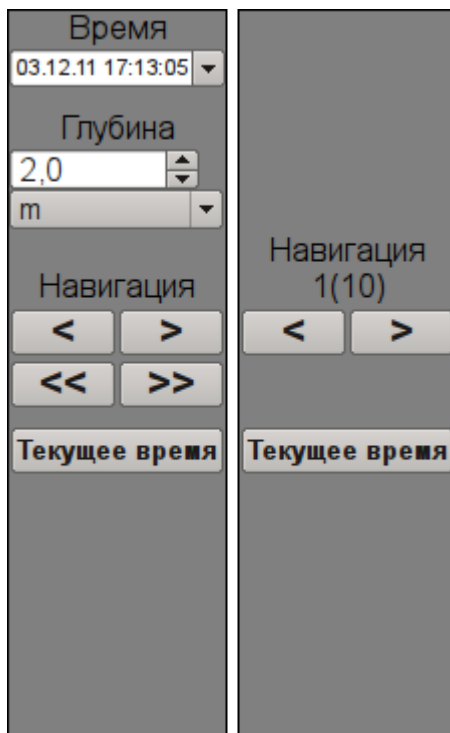 Время
03.12.11 17:13:05
Глубина
2,0
m
Навигация
< >
<< >>
Текущее время
Навигация
1(10)
< >
Текущее время